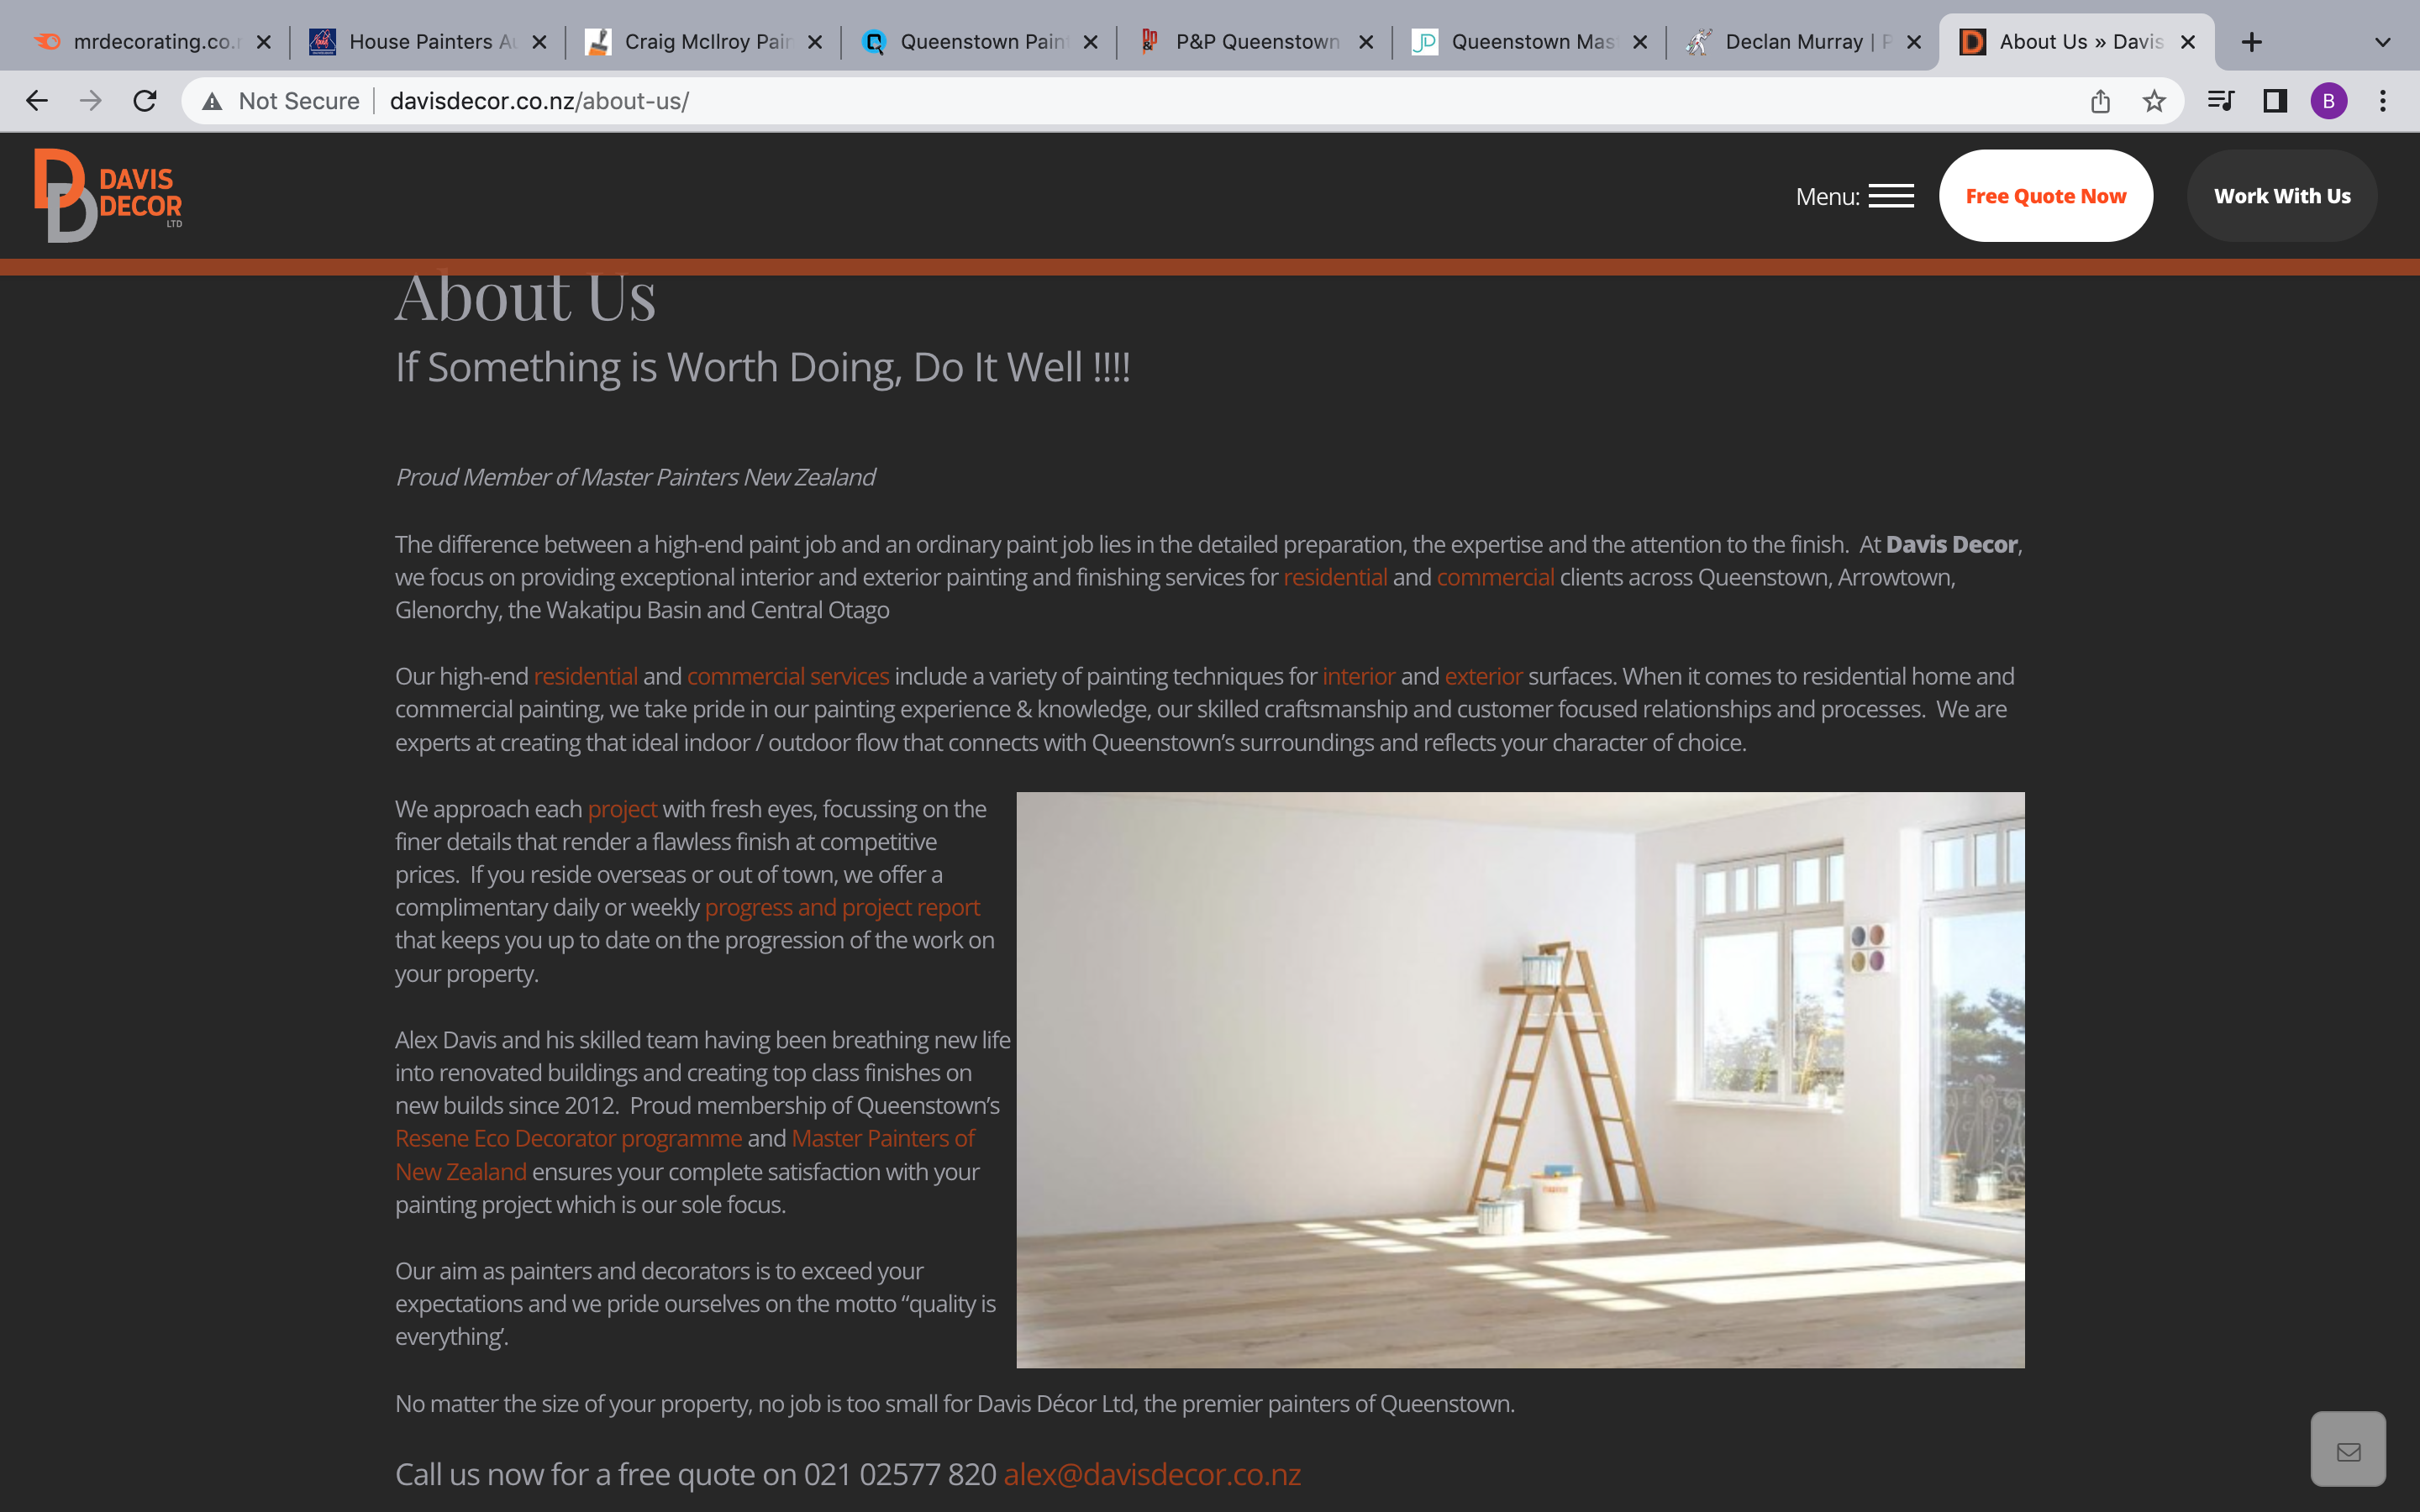 mrdecorating.co.n
House Painters Au
Craig McIlroy Pain
Queenstown Paint
P&P Queenstown
Queenstown Mas
Declan Murray | P
About Us » Davis
Not Secure
davisdecor.co.nz/about-us/
B
DAVIS
DECOR
LTD
Menu:
Free Quote Now
Work With Us
About Us
If Something is Worth Doing, Do It Well !!!!
Proud Member of Master Painters New Zealand
The difference between a high-end paint job and an ordinary paint job lies in the detailed preparation, the expertise and the attention to the finish.  At Davis Decor,
we focus on providing exceptional interior and exterior painting and finishing services for residential and commercial clients across Queenstown, Arrowtown,
Glenorchy, the Wakatipu Basin and Central Otago
Our high-end residential and commercial services include a variety of painting techniques for interior and exterior surfaces. When it comes to residential home and
commercial painting, we take pride in our painting experience & knowledge, our skilled craftsmanship and customer focused relationships and processes.  We are
experts at creating that ideal indoor / outdoor flow that connects with Queenstown’s surroundings and reflects your character of choice.
We approach each project with fresh eyes, focussing on the
finer details that render a flawless finish at competitive
prices.  If you reside overseas or out of town, we offer a
complimentary daily or weekly progress and project report
that keeps you up to date on the progression of the work on
your property.
Alex Davis and his skilled team having been breathing new life
into renovated buildings and creating top class finishes on
new builds since 2012.  Proud membership of Queenstown’s
Resene Eco Decorator programme and Master Painters of
New Zealand ensures your complete satisfaction with your
painting project which is our sole focus.
Our aim as painters and decorators is to exceed your
expectations and we pride ourselves on the motto “quality is
everything’.
No matter the size of your property, no job is too small for Davis Décor Ltd, the premier painters of Queenstown.
Call us now for a free quote on 021 02577 820 alex@davisdecor.co.nz